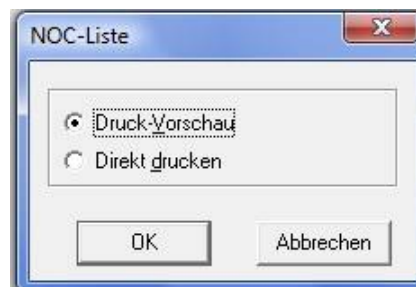 NOC-Liste
Druck-Vorschau
Direkt drucken
OK
Abbrechen